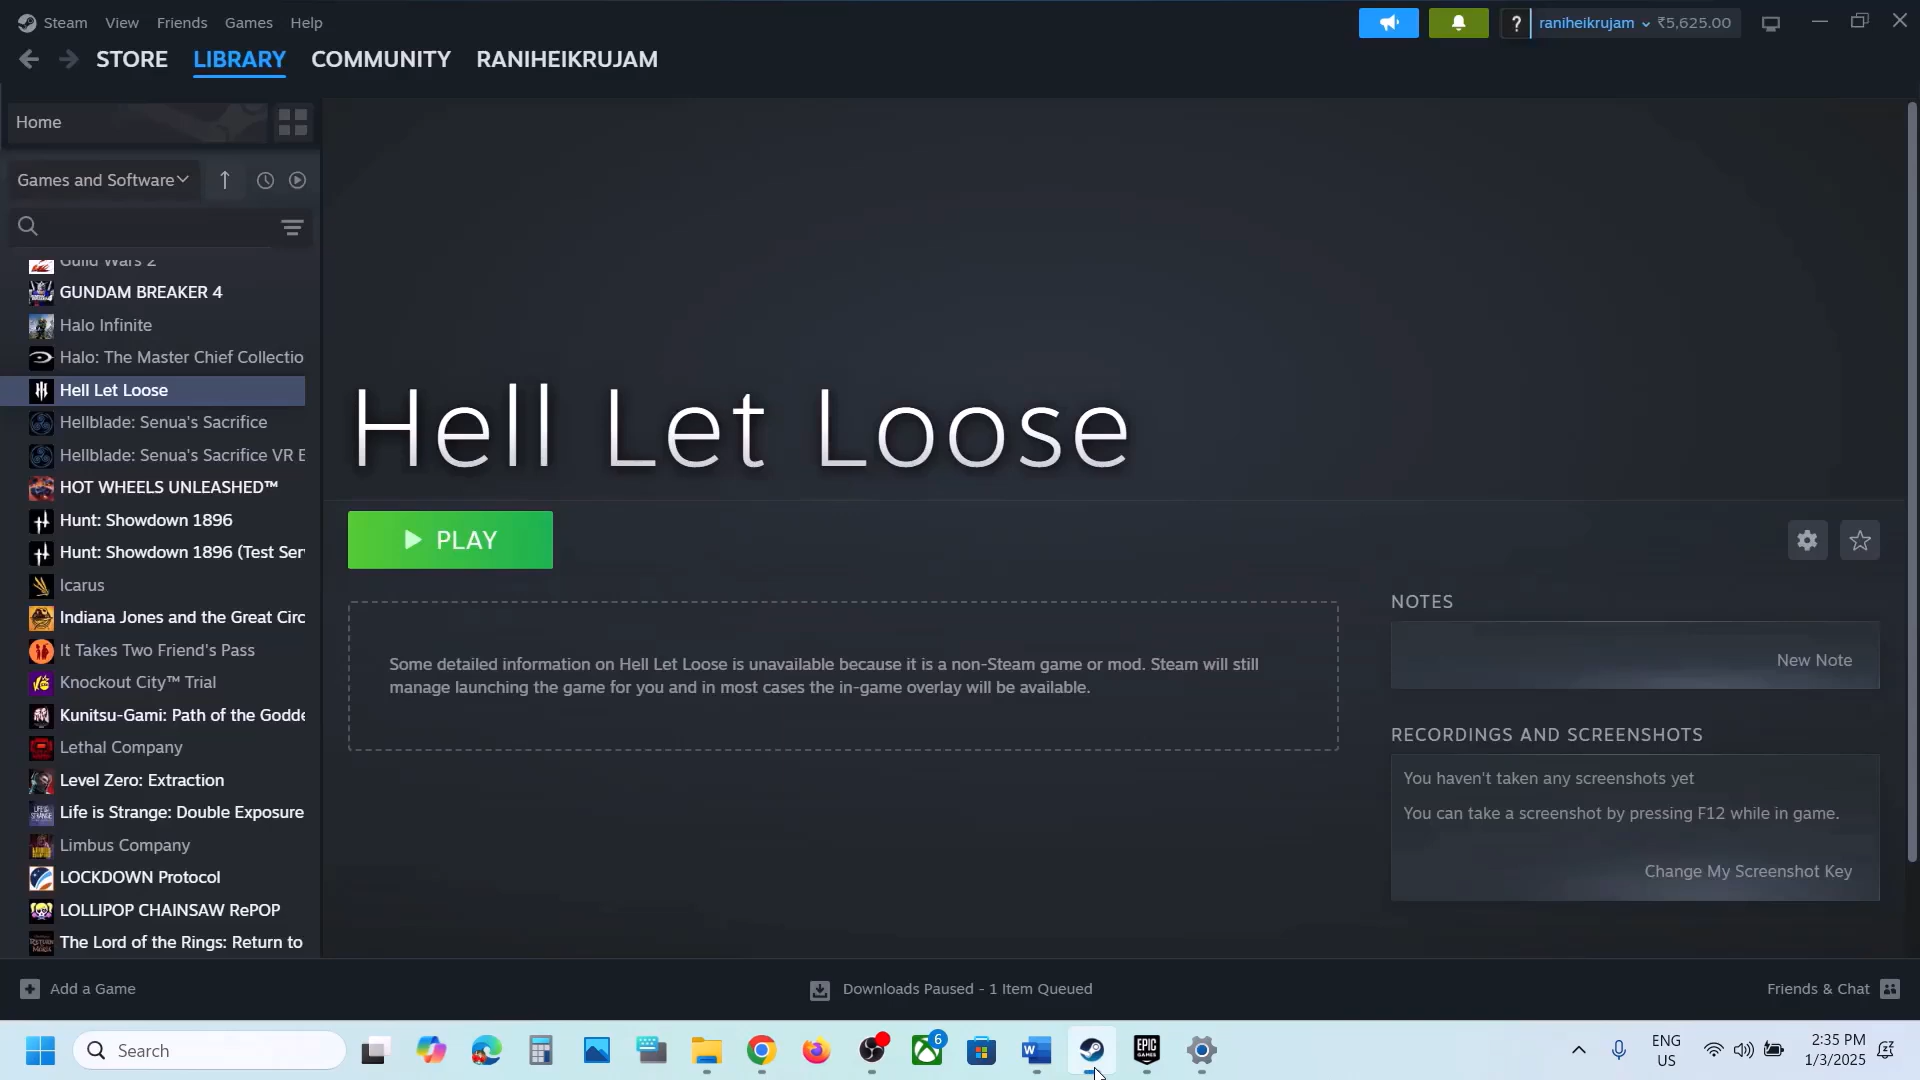 Steam View Friends Games Help
raniheikrujam ₹5,625.00
STORE LIBRARY COMMUNITY RANIHEIKRUJAM
Home
Games and Software
Guild Wars 2
GUNDAM BREAKER 4
Halo Infinite
Halo: The Master Chief Collectio
Hell Let Loose
Hellblade: Senua's Sacrifice
Hellblade: Senua's Sacrifice VR E
HOT WHEELS UNLEASHED™
Hunt: Showdown 1896
Hunt: Showdown 1896 (Test Ser
Icarus
Indiana Jones and the Great Circ
It Takes Two Friend's Pass
Knockout City™ Trial
Kunitsu-Gami: Path of the Godde
Lethal Company
Level Zero: Extraction
Life is Strange: Double Exposure
Limbus Company
LOCKDOWN Protocol
LOLLIPOP CHAINSAW RePOP
The Lord of the Rings: Return to
Hell Let Loose
PLAY
Some detailed information on Hell Let Loose is unavailable because it is a non-Steam game or mod. Steam will still
manage launching the game for you and in most cases the in-game overlay will be available.
NOTES
New Note
RECORDINGS AND SCREENSHOTS
You haven't taken any screenshots yet
You can take a screenshot by pressing F12 while in game.
Change My Screenshot Key
Add a Game
Downloads Paused - 1 Item Queued
Friends & Chat
Search
6
W
EPIC
GAMES
ENG
US
2:35 PM
1/3/2025